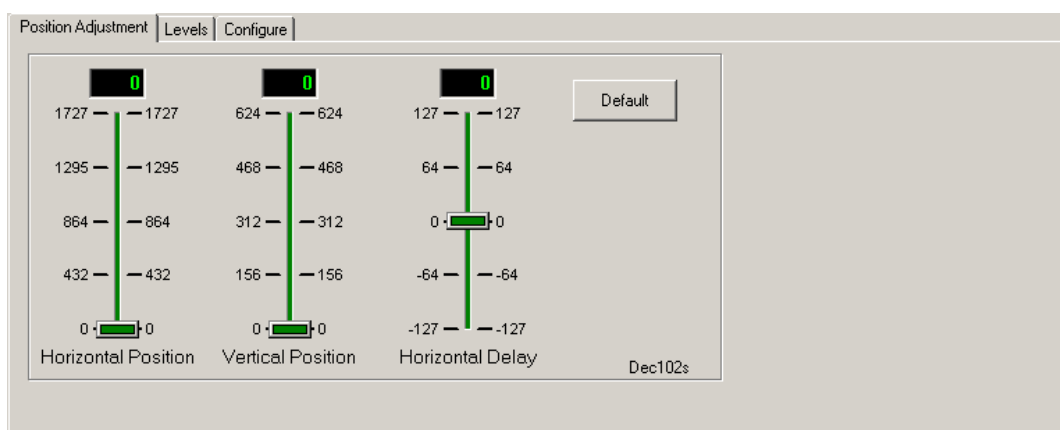 Position Adjustment Levels Configure
0 0 0
Default
1727 1727 624 624 127 127
1295 1295 468 468 64 64
864 864 312 312 0 0
432 432 156 156 -64 -64
0 0 0 0 -127 -127
Horizontal Position Vertical Position Horizontal Delay
Dec102s